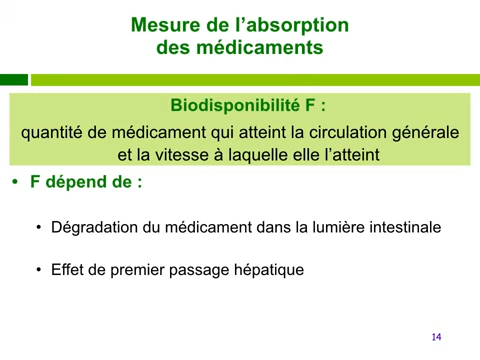 Mesure de l’absorption
des médicaments
Biodisponibilité F :
quantité de médicament qui atteint la circulation générale
et la vitesse à laquelle elle l’atteint
• F dépend de :
• Dégradation du médicament dans la lumière intestinale
• Effet de premier passage hépatique
14